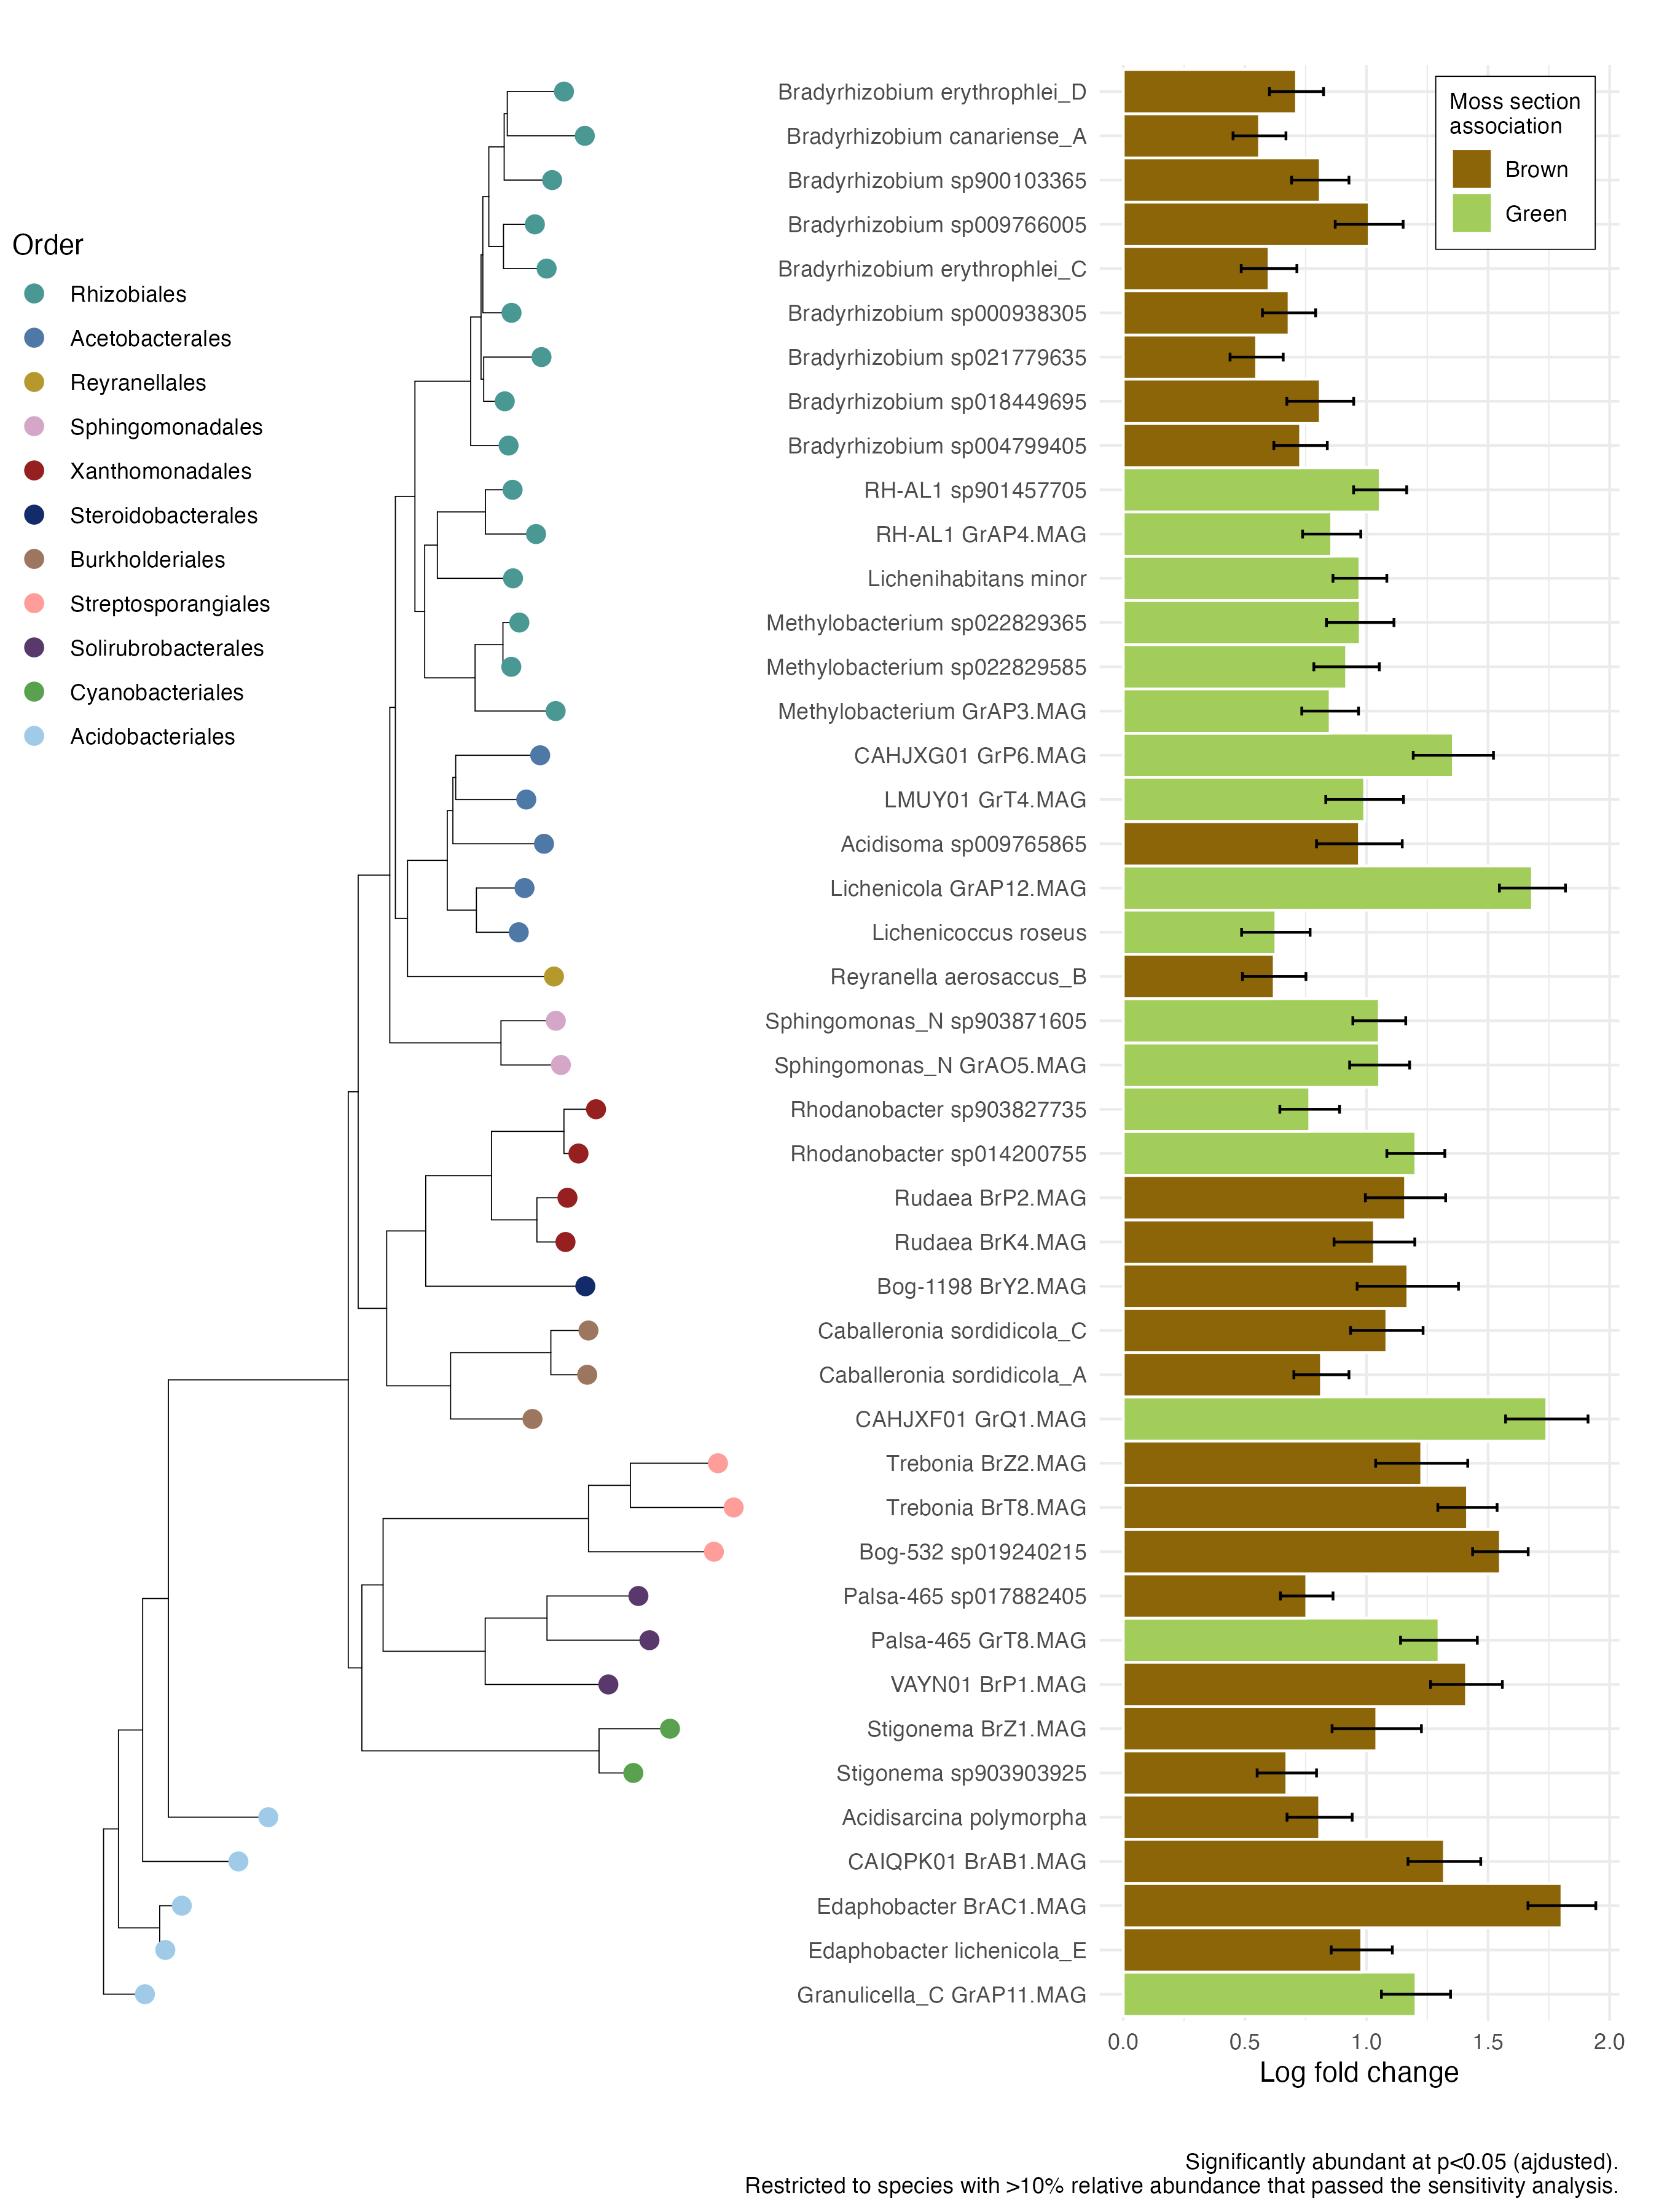 Order
Rhizobiales
Acetobacterales
Reyranellales
Sphingomonadales
Xanthomonadales
Steroidobacterales
Burkholderiales
Streptosporangiales
Solirubrobacterales
Cyanobacteriales
Acidobacteriales
Bradyrhizobium erythrophlei_D
Bradyrhizobium canariense_A
Bradyrhizobium sp900103365
Bradyrhizobium sp009766005
Bradyrhizobium erythrophlei_C
Bradyrhizobium sp000938305
Bradyrhizobium sp021779635
Bradyrhizobium sp018449695
Bradyrhizobium sp004799405
RH-AL1 sp901457705
RH-AL1 GrAP4.MAG
Lichenihabitans minor
Methylobacterium sp022829365
Methylobacterium sp022829585
Methylobacterium GrAP3.MAG
CAHJXG01 GrP6.MAG
LMUY01 GrT4.MAG
Acidisoma sp009765865
Lichenicola GrAP12.MAG
Lichenicoccus roseus
Reyranella aerosaccus_B
Sphingomonas_N sp903871605
Sphingomonas_N GrAO5.MAG
Rhodanobacter sp903827735
Rhodanobacter sp014200755
Rudaea BrP2.MAG
Rudaea BrK4.MAG
Bog-1198 BrY2.MAG
Caballeronia sordidicola_C
Caballeronia sordidicola_A
CAHJXF01 GrQ1.MAG
Trebonia BrZ2.MAG
Trebonia BrT8.MAG
Bog-532 sp019240215
Palsa-465 sp017882405
Palsa-465 GrT8.MAG
VAYN01 BrP1.MAG
Stigonema BrZ1.MAG
Stigonema sp903903925
Acidisarcina polymorpha
CAIQPK01 BrAB1.MAG
Edaphobacter BrAC1.MAG
Edaphobacter lichenicola_E
Granulicella_C GrAP11.MAG
Moss section
association
Brown
Green
0.0 0.5 1.0 1.5 2.0
Log fold change
Significantly abundant at p<0.05 (ajdusted).
Restricted to species with >10% relative abundance that passed the sensitivity analysis.